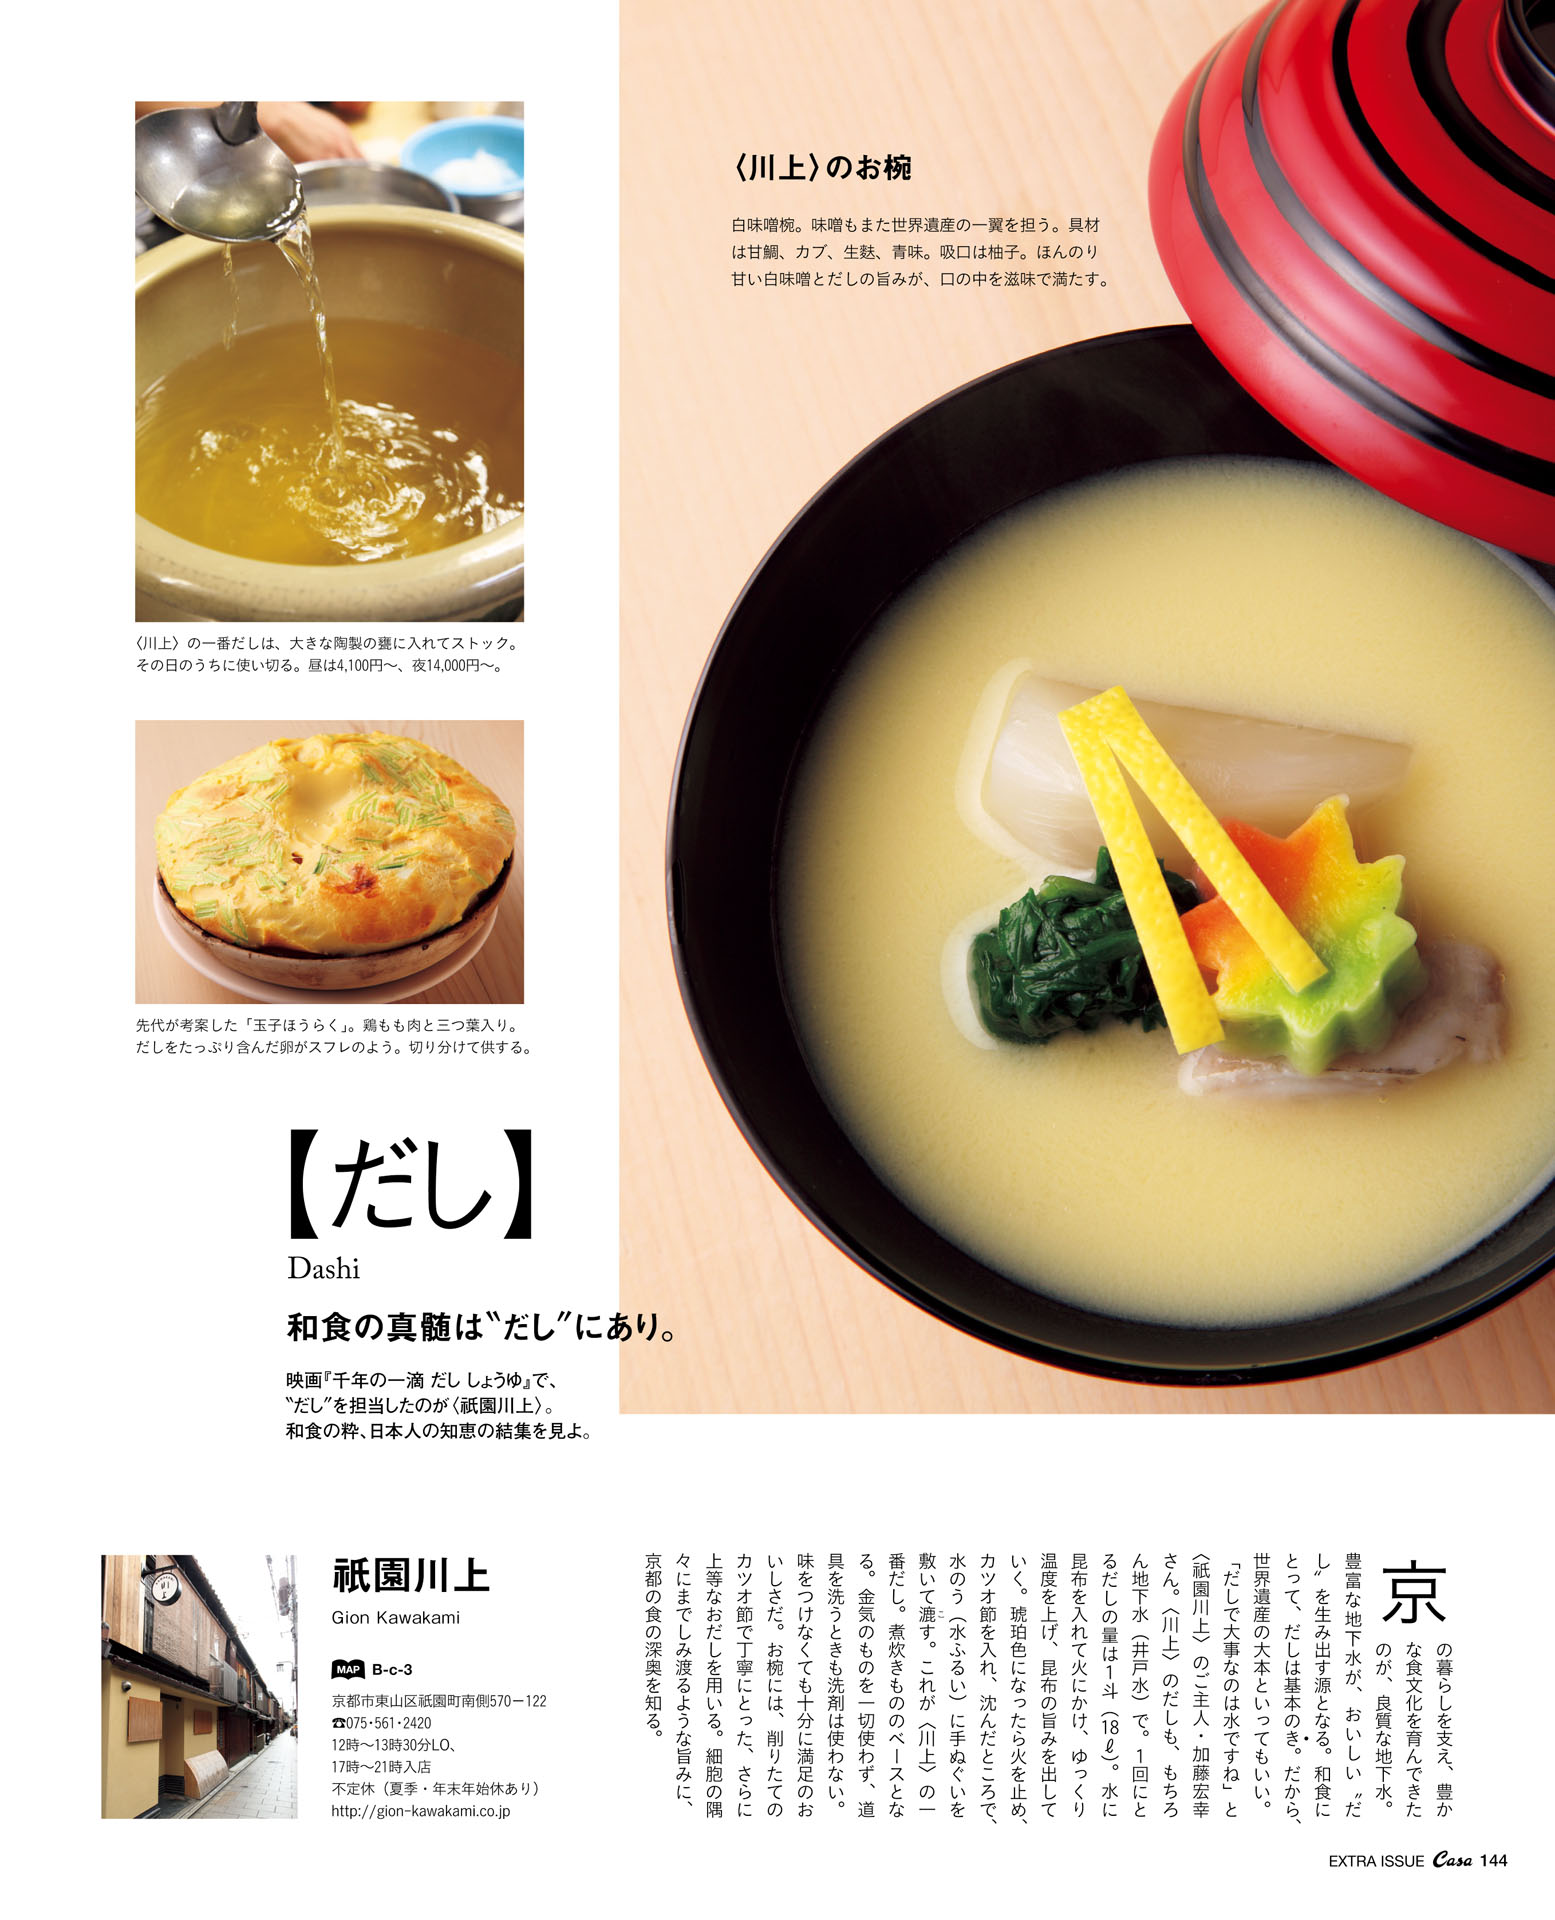 〈川上〉のお椀
白味噌椀。味噌もまた世界遺産の一翼を担う。具材
は甘鯛、カブ、生麩、青味。吸口は柚子。ほんのり
甘い白味噌とだしの旨みが、口の中を滋味で満たす。
〈川上〉の一番だしは、大きな陶製の甕に入れてストック。
その日のうちに使い切る。昼は4,100円〜、夜14,000円〜。
先代が考案した「玉子ほうらく」。鶏もも肉と三つ葉入り。
だしをたっぷり含んだ卵がスフレのよう。切り分けて供する。
【だし】
Dashi
和食の真髄は〝だし〟にあり。
映画『千年の一滴 だし しょうゆ』で、
〝だし〟を担当したのが〈祇園川上〉。
和食の粋、日本人の知恵の結集を見よ。
京の暮らしを支え、豊か
な食文化を育んできた
のが、良質な地下水。
豊富な地下水が、おいしい〝だ
し〟を生み出す源となる。和食に
とって、だしは基本のき。だから、
世界遺産の大本といってもいい。
「だしで大事なのは水ですね」と
〈祇園川上〉のご主人・加藤宏幸
さん。〈川上〉のだしも、もちろ
ん地下水（井戸水）で。1回にと
るだしの量は1斗（18ℓ）。水に
昆布を入れて火にかけ、ゆっくり
温度を上げ、昆布の旨みを出して
いく。琥珀色になったら火を止め、
カツオ節を入れ、沈んだところで、
水のう（水ふるい）に手ぬぐいを
敷いて漉こす。これが〈川上〉の一
番だし。煮炊きもののベースとな
る。金気のものを一切使わず、道
具を洗うときも洗剤は使わない。
味をつけなくても十分に満足のお
いしさだ。お椀には、削りたての
カツオ節で丁寧にとった、さらに
上等なおだしを用いる。細胞の隅
々にまでしみ渡るような旨みに、
京都の食の深奥を知る。
川上
祇園川上
Gion Kawakami
MAP B-c-3
京都市東山区祇園町南側570−122
☎075・561・2420
12時〜13時30分LO、
17時〜21時入店
不定休（夏季・年末年始休あり）
http://gion-kawakami.co.jp
EXTRA ISSUE Casa 144